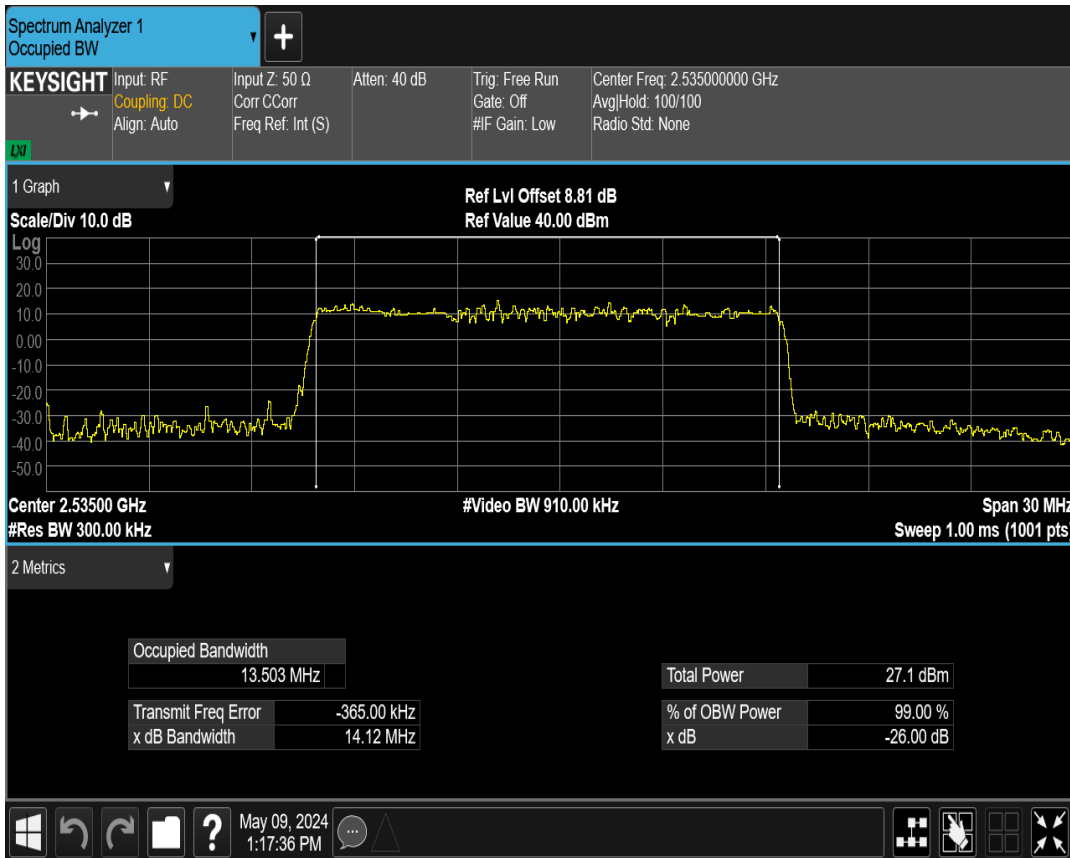 Spectrum Analyzer 1
Occupied BW
+
KEYSIGHT
Input: RF
Coupling: DC
Align: Auto
Input Z: 50 Ω
Corr CCorr
Freq Ref: Int (S)
Atten: 40 dB
Trig: Free Run
Gate: Off
#IF Gain: Low
Center Freq: 2.535000000 GHz
Avg|Hold: 100/100
Radio Std: None
LXI
1 Graph
Scale/Div 10.0 dB
Ref Lvl Offset 8.81 dB
Ref Value 40.00 dBm
Log
30.0
20.0
10.0
0.00
-10.0
-20.0
-30.0
-40.0
-50.0
Center 2.53500 GHz
#Video BW 910.00 kHz
Span 30 MHz
#Res BW 300.00 kHz
Sweep 1.00 ms (1001 pts)
2 Metrics
Occupied Bandwidth
13.503 MHz
Total Power 27.1 dBm
Transmit Freq Error -365.00 kHz
% of OBW Power 99.00 %
x dB Bandwidth 14.12 MHz
x dB -26.00 dB
?
May 09, 2024
1:17:36 PM